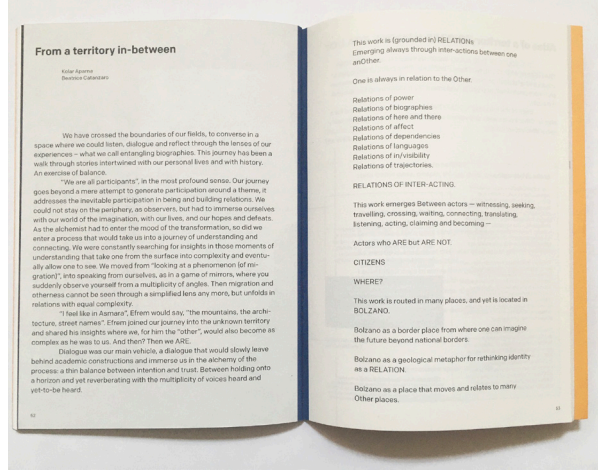 From a territory in-between
Beatrice Catanzaro
We have crossed the boundaries of our fields, to converse in a
space where we could listen, dialogue and reflect through the lenses of our
experiences – what we call entangling biographies. This journey has been a
walk through stories intertwined with our personal lives and with history.
An exercise of balance.
"We are all participants", in the most profound sense. Our journey
goes beyond a mere attempt to generate participation around a theme, it
addresses the inevitable participation in being and building relations. We
could not stay on the periphery, as observers, but had to immerse ourselves
with our world of the imagination, with our lives, and our hopes and defeats.
As the alchemist had to enter the mood of the transformation, so did we
enter a process that would take us into a journey of understanding and
connecting. We were constantly searching for insights in those moments of
understanding that take one from the surface into complexity and eventu-
ally allow one to see. We moved from "looking at a phenomenon [of mi-
gration]", into speaking from ourselves, as in a game of mirrors, where you
suddenly observe yourself from a multiplicity of angles. Then migration and
otherness cannot be seen through a simplified lens any more, but unfolds in
relations with equal complexity.
"I feel like in Asmara", Efrem would say, "the mountains, the archi-
tecture, street names". Efrem joined our journey into the unknown territory
and shared his insights where we, for him the "other", would also become as
complex as he was to us. And then? Then we ARE.
Dialogue was our main vehicle, a dialogue that would slowly leave
behind academic constructions and immerse us in the alchemy of the
process: a thin balance between intention and trust. Between holding onto
a horizon and yet reverberating with the multiplicity of voices heard and
yet-to-be heard.
This work is (grounded in) RELATIONs
Emerging always through inter-actions between one
anOther.
One is always in relation to the Other.
Relations of power
Relations of biographies
Relations of here and there
Relations of affect
Relations of dependencies
Relations of languages
Relations of in/visibility
Relations of trajectories.
RELATIONS OF INTER-ACTING.
This work emerges Between actors — witnessing, seeking,
travelling, crossing, waiting, connecting, translating,
listening, acting, claiming and becoming —
Actors who ARE but ARE NOT.
CITIZENS
WHERE?
This work is routed in many places, and yet is located in
BOLZANO.
Bolzano as a border place from where one can imagine
the future beyond national borders.
Bolzano as a geological metaphor for rethinking identity
as a RELATION.
Bolzano as a place that moves and relates to many
Other places.